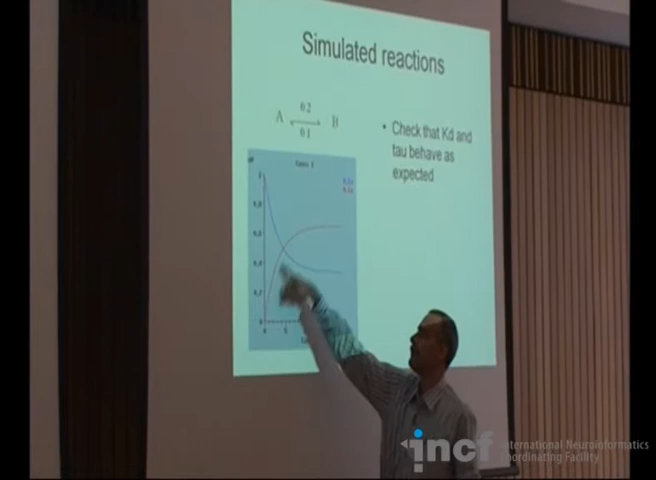 Simulated reactions
0.2
A B
0.1
• Check that Kd and
tau behave as
expected
incf International Neuroinformatics
Coordinating Facility